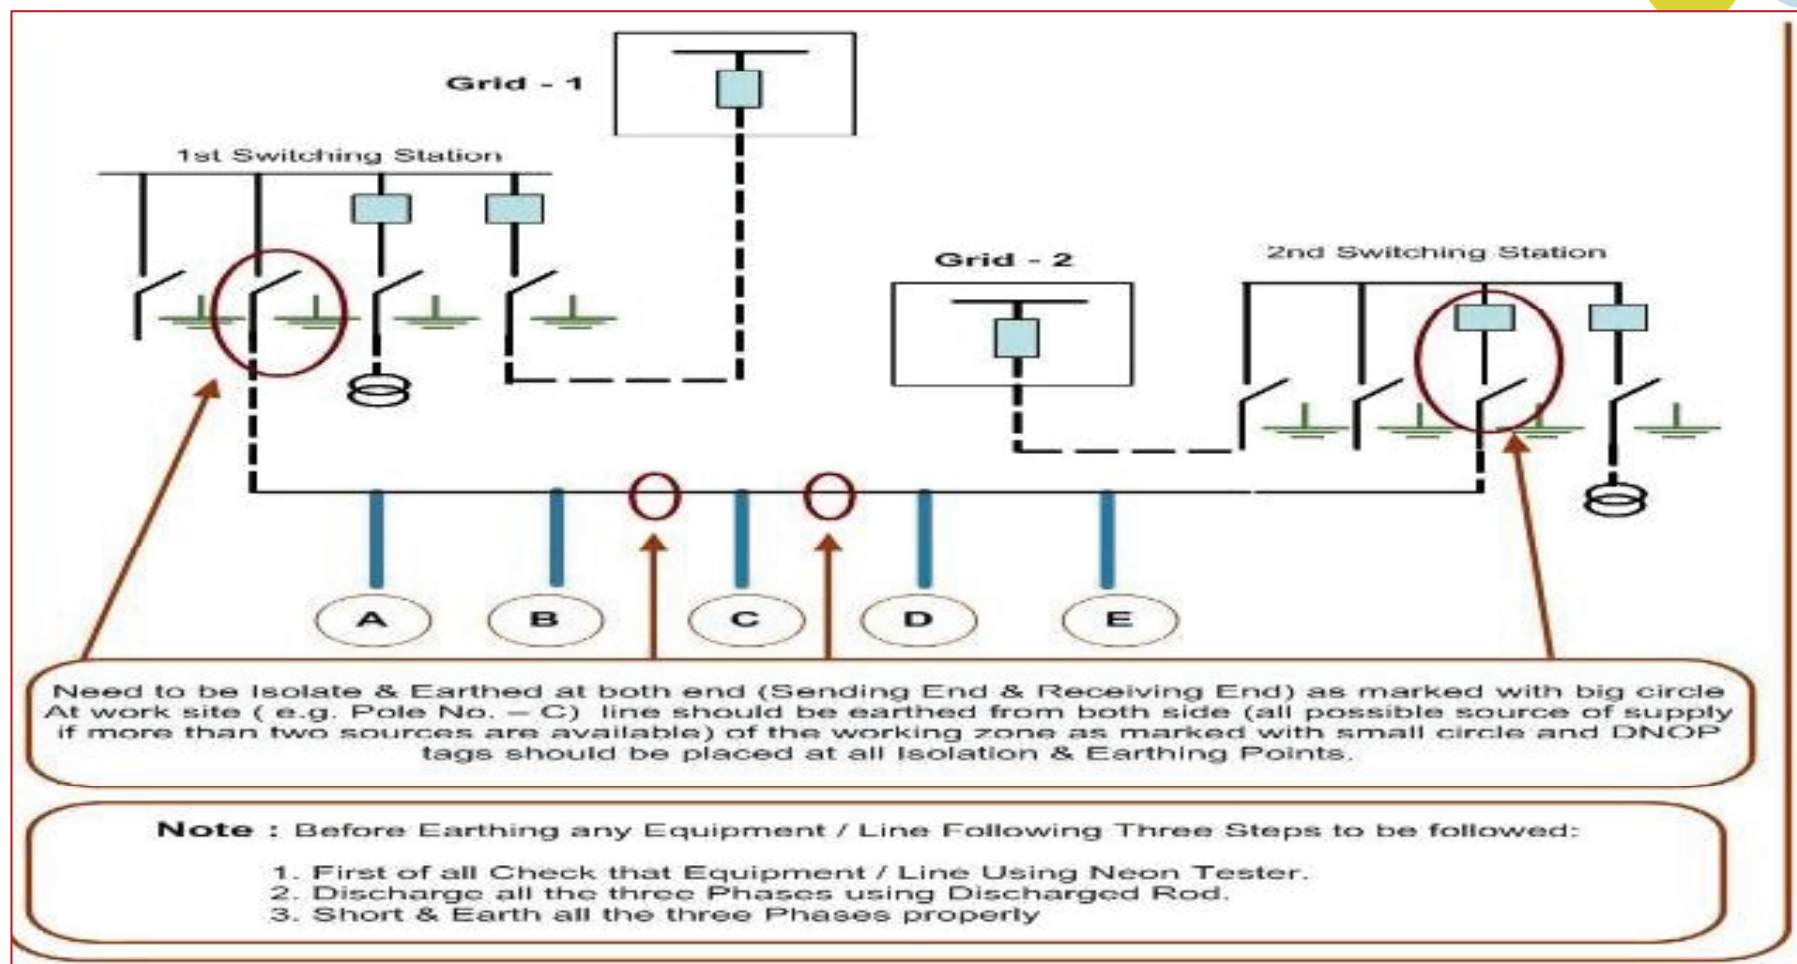 Grid - 1
1st Switching Station
Grid - 2
2nd Switching Station
A
B
C
D
E
Need to be Isolate & Earthed at both end (Sending End & Receiving End) as marked with big circle
At work site ( e.g. Pole No. – C) line should be earthed from both side (all possible source of supply
if more than two sources are available) of the working zone as marked with small circle and DNOP
tags should be placed at all Isolation & Earthing Points.
Note : Before Earthing any Equipment / Line Following Three Steps to be followed:
1. First of all Check that Equipment / Line Using Neon Tester.
2. Discharge all the three Phases using Discharged Rod.
3. Short & Earth all the three Phases properly